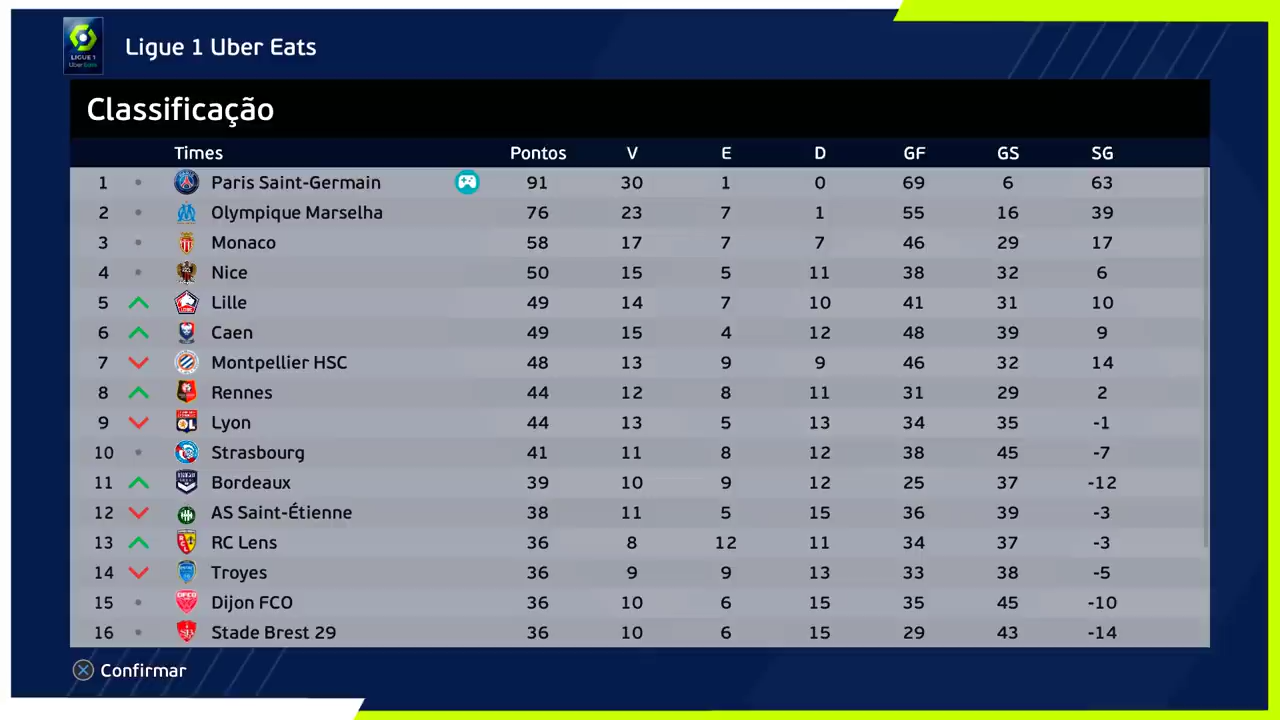 LIGUE 1
Uber Eats
Ligue 1 Uber Eats
Classificação
Times Pontos V E D GF GS SG
1 Paris Saint-Germain 91 30 1 0 69 6 63
2 Olympique Marselha 76 23 7 1 55 16 39
3 Monaco 58 17 7 7 46 29 17
4 Nice 50 15 5 11 38 32 6
5 Lille 49 14 7 10 41 31 10
6 Caen 49 15 4 12 48 39 9
7 Montpellier HSC 48 13 9 9 46 32 14
8 Rennes 44 12 8 11 31 29 2
9 Lyon 44 13 5 13 34 35 -1
10 Strasbourg 41 11 8 12 38 45 -7
11 Bordeaux 39 10 9 12 25 37 -12
12 AS Saint-Étienne 38 11 5 15 36 39 -3
13 RC Lens 36 8 12 11 34 37 -3
14 Troyes 36 9 9 13 33 38 -5
15 Dijon FCO 36 10 6 15 35 45 -10
16 Stade Brest 29 36 10 6 15 29 43 -14
Confirmar